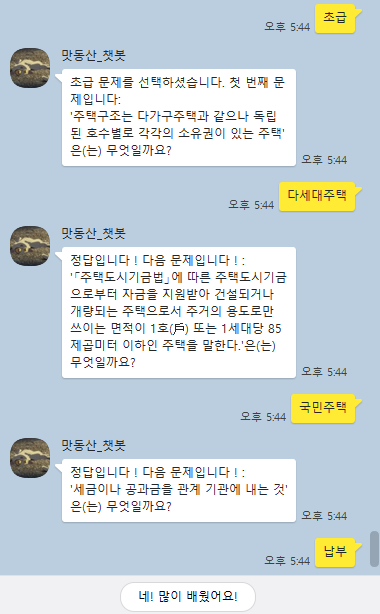 초급
오후 5:44
맛동산_챗봇
초급 문제를 선택하셨습니다. 첫 번째 문
제입니다:
'주택구조는 다가구주택과 같으나 독립
된 호수별로 각각의 소유권이 있는 주택'
은(는) 무엇일까요?
오후 5:44
다세대주택
오후 5:44
맛동산_챗봇
정답입니다 ! 다음 문제입니다 ! :
'「주택도시기금법」에 따른 주택도시기금
으로부터 자금을 지원받아 건설되거나
개량되는 주택으로서 주거의 용도로만
쓰이는 면적이 1호(戶) 또는 1세대당 85
제곱미터 이하인 주택을 말한다.'은(는)
무엇일까요?
오후 5:44
국민주택
오후 5:44
맛동산_챗봇
정답입니다 ! 다음 문제입니다 ! :
'세금이나 공과금을 관계 기관에 내는 것'
은(는) 무엇일까요?
오후 5:44
납부
오후 5:44
네! 많이 배웠어요!